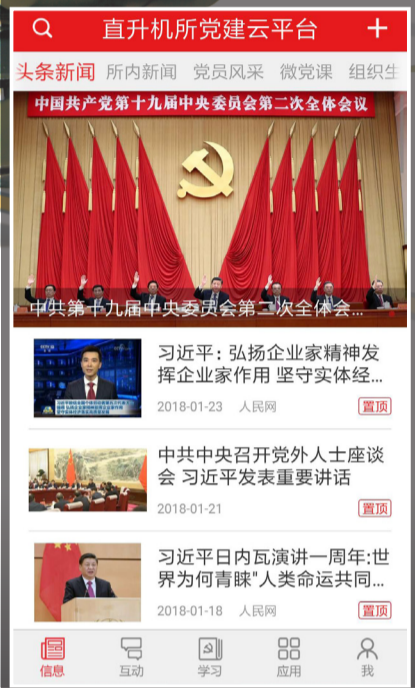 直升机所党建云平台
头条新闻 所内新闻 党员风采 微党课 组织生
中国共产党第十九届中央委员会第二次全体会议
中共第十九届中央委员会第二次全体会...
习近平：弘扬企业家精神发
挥企业家作用 坚守实体经...
2018-01-23 人民网 置顶
中共中央召开党外人士座谈
会 习近平发表重要讲话
2018-01-21 置顶
习近平日内瓦演讲一周年:世
界为何青睐"人类命运共同...
2018-01-18 人民网 置顶
信息 互动 学习 应用 我